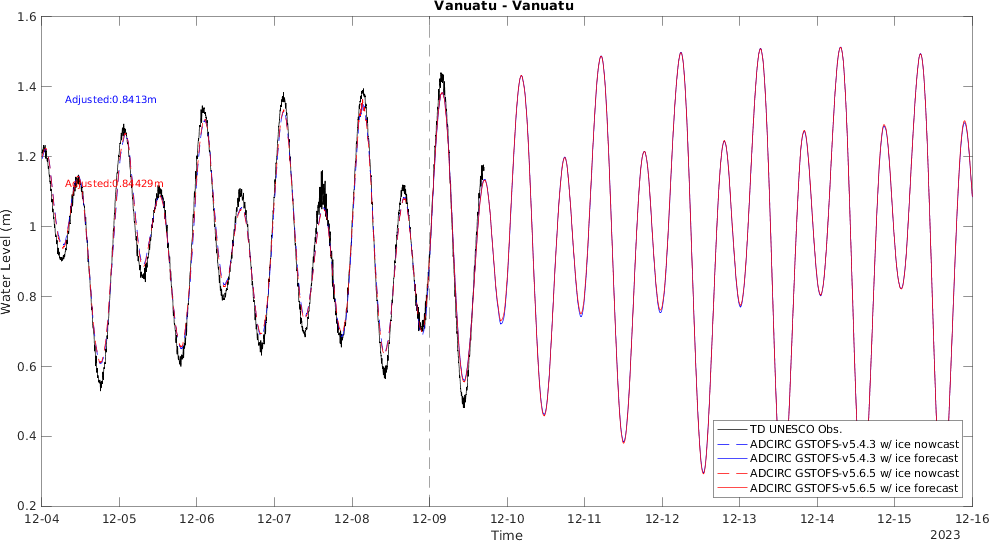 Vanuatu - Vanuatu
1.6
1.4
1.2
1
0.8
0.6
0.4
0.2
Water Level (m)
Adjusted:0.8413m
Adjusted:0.84429m
TD UNESCO Obs.
ADCIRC GSTOFS-v5.4.3 w/ ice nowcast
ADCIRC GSTOFS-v5.4.3 w/ ice forecast
ADCIRC GSTOFS-v5.6.5 w/ ice nowcast
ADCIRC GSTOFS-v5.6.5 w/ ice forecast
12-04 12-05 12-06 12-07 12-08 12-09 12-10 12-11 12-12 12-13 12-14 12-15 12-16
Time
2023